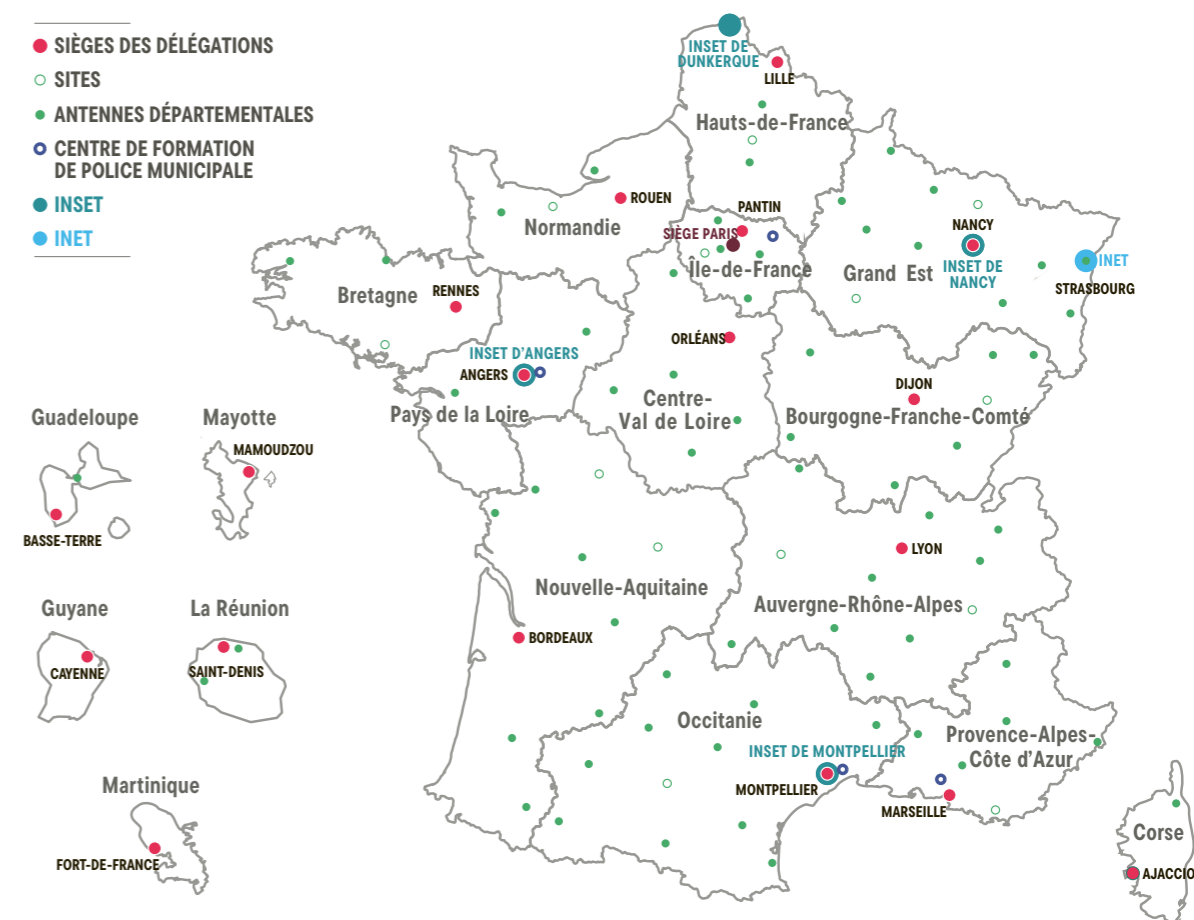 SIÈGES DES DÉLÉGATIONS
SITES
ANTENNES DÉPARTEMENTALES
CENTRE DE FORMATION
DE POLICE MUNICIPALE
INSET
INET
INSET DE
DUNKERQUE
LILLE
Hauts-de-France
ROUEN
Normandie
PANTIN
SIÈGE PARIS
Île-de-France
NANCY
Grand Est
INSET DE
NANCY
INET
STRASBOURG
Bretagne
RENNES
ORLÉANS
INSET D'ANGERS
ANGERS
Pays de la Loire
Centre-
Val de Loire
DIJON
Bourgogne-Franche-Comté
Guadeloupe
BASSE-TERRE
Mayotte
MAMOUDZOU
Nouvelle-Aquitaine
BORDEAUX
LYON
Auvergne-Rhône-Alpes
Guyane
CAYENNE
La Réunion
SAINT-DENIS
Occitanie
INSET DE MONTPELLIER
MONTPELLIER
Provence-Alpes-
Côte d'Azur
MARSEILLE
Martinique
FORT-DE-FRANCE
Corse
AJACCIO